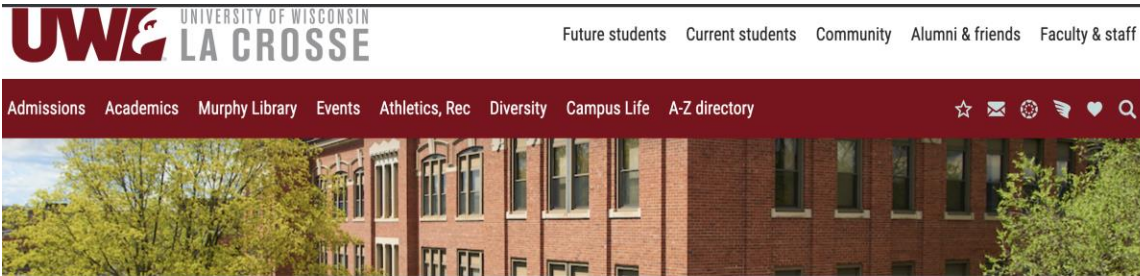 UWL UNIVERSITY OF WISCONSIN
LA CROSSE
Future students Current students Community Alumni & friends Faculty & staff
Admissions Academics Murphy Library Events Athletics, Rec Diversity Campus Life A-Z directory